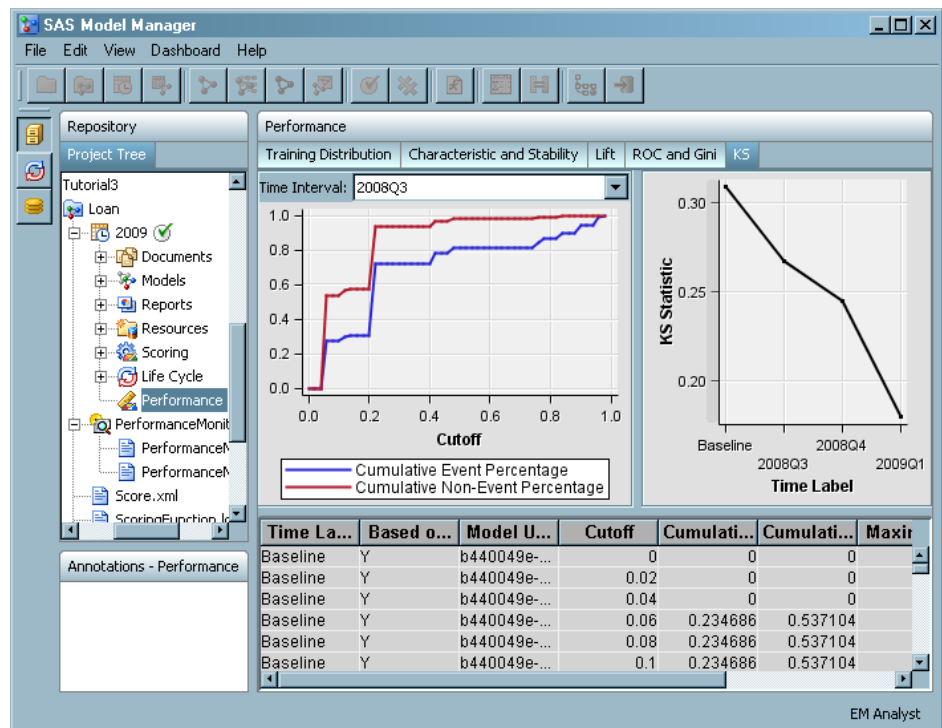 SAS Model Manager
File Edit View Dashboard Help
Repository
Project Tree
Tutorial3
Loan
2009
Documents
Models
Reports
Resources
Scoring
Life Cycle
Performance
PerformanceMonit
PerformanceM
PerformanceM
Score.xml
Annotations - Performance
Performance
Training Distribution Characteristic and Stability Lift ROC and Gini KS
Time Interval: 2008Q3
1.0
0.8
0.6
0.4
0.2
0.0
0.0 0.2 0.4 0.6 0.8 1.0
Cutoff
Cumulative Event Percentage
Cumulative Non-Event Percentage
KS Statistic
0.30
0.25
0.20
Baseline 2008Q4
2008Q3 2009Q1
Time Label
Time La... Based o... Model U... Cutoff Cumulati... Cumulati... Maxir
Baseline Y b440049e-... 0 0 0
Baseline Y b440049e-... 0.02 0 0
Baseline Y b440049e-... 0.04 0 0
Baseline Y b440049e-... 0.06 0.234686 0.537104
Baseline Y b440049e-... 0.08 0.234686 0.537104
Baseline Y b440049e-... 0.1 0.234686 0.537104
EM Analyst